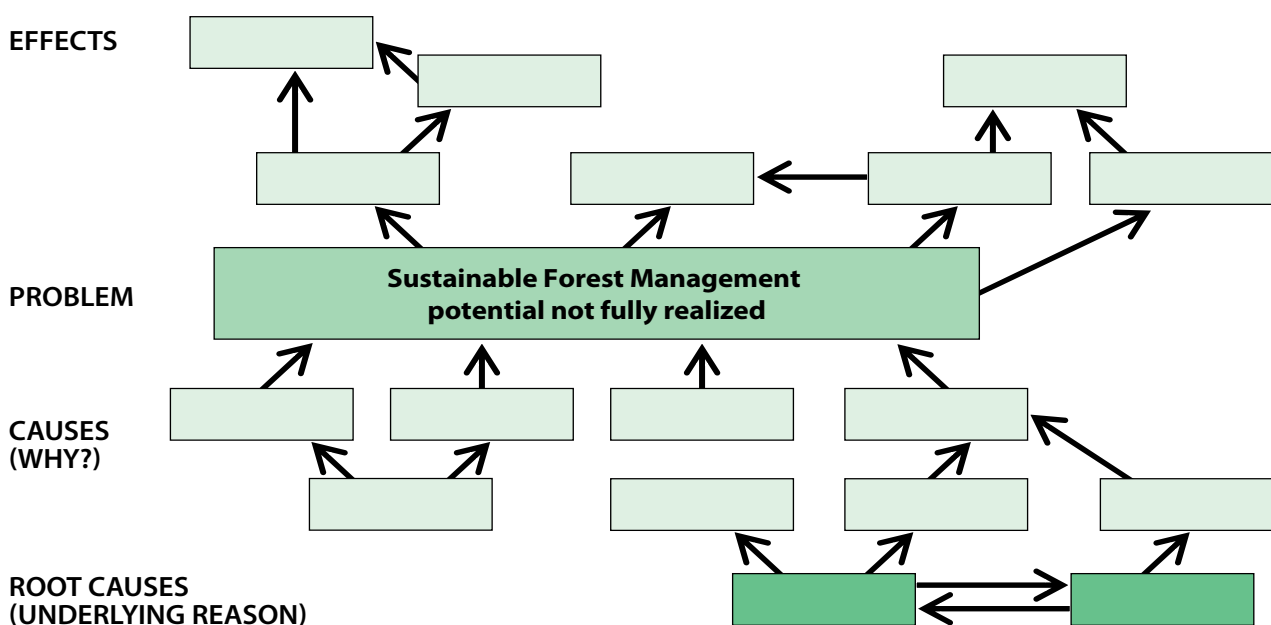 EFFECTS
PROBLEM
Sustainable Forest Management
potential not fully realized
CAUSES
(WHY?)
ROOT CAUSES
(UNDERLYING REASON)